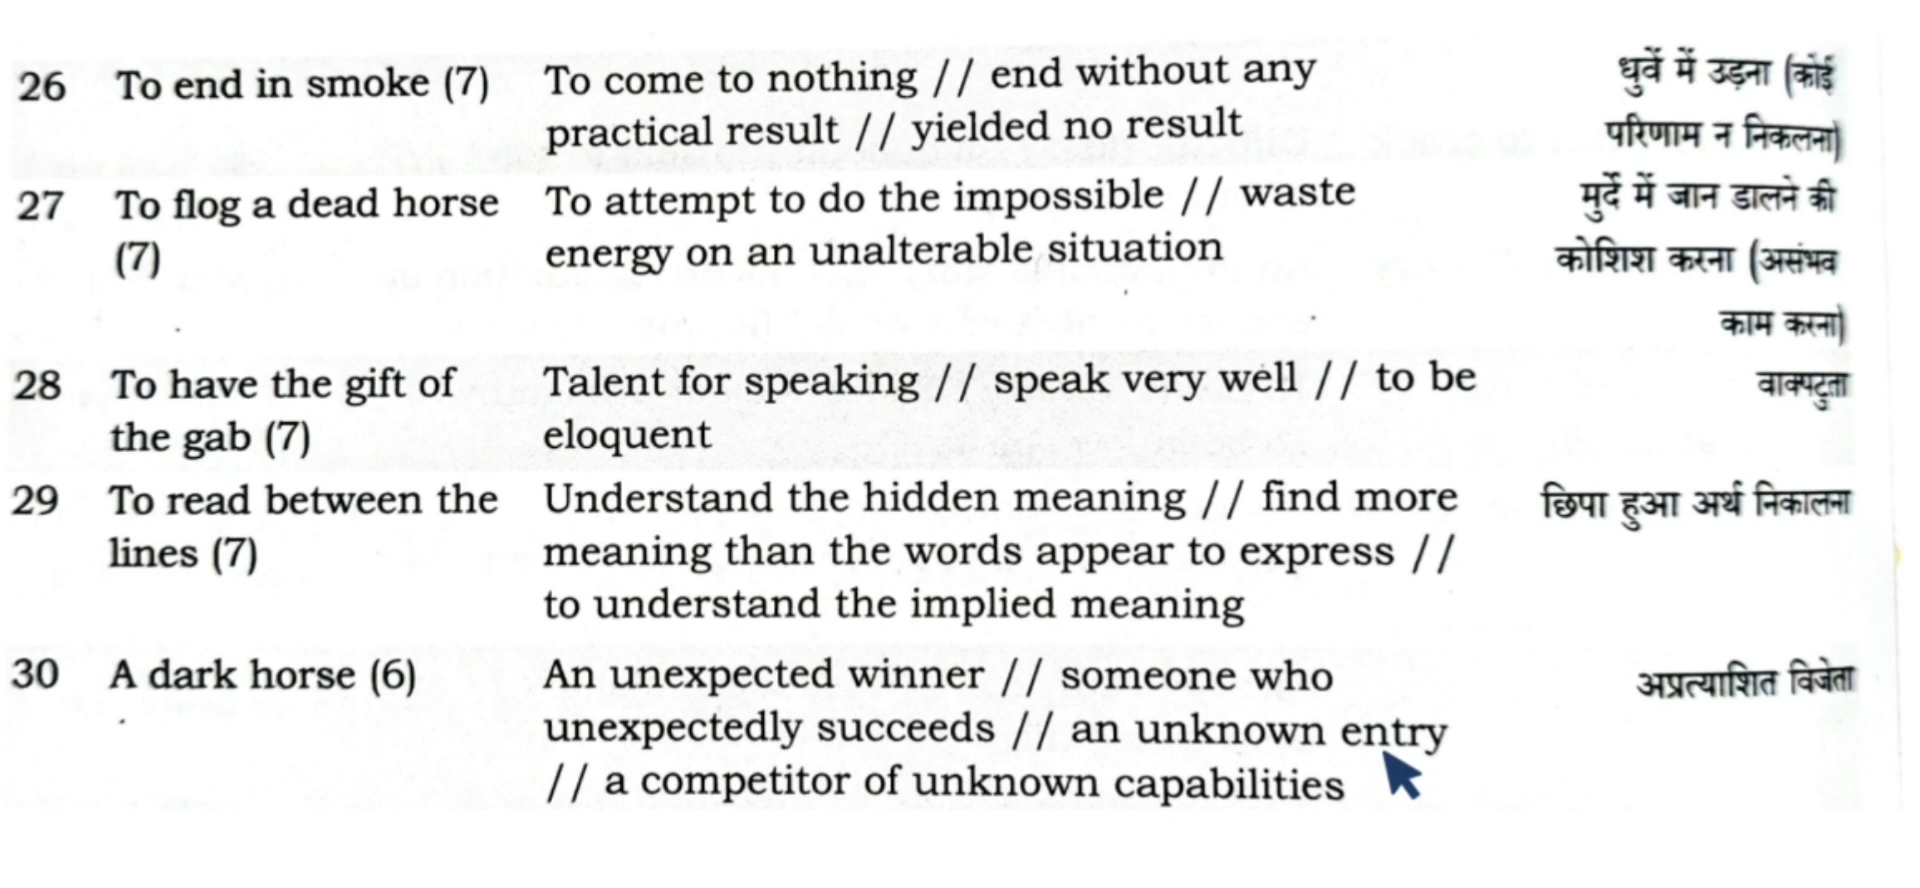 26 To end in smoke (7) To come to nothing // end without any धुवें में उड़ना (कोई
practical result // yielded no result परिणाम न निकलना)
27 To flog a dead horse To attempt to do the impossible // waste मुर्दे में जान डालने की
(7) energy on an unalterable situation कोशिश करना (असंभव
काम करना)
28 To have the gift of Talent for speaking // speak very well // to be वाक्पटुता
the gab (7) eloquent
29 To read between the Understand the hidden meaning // find more छिपा हुआ अर्थ निकालना
lines (7) meaning than the words appear to express //
to understand the implied meaning
30 A dark horse (6) An unexpected winner // someone who अप्रत्याशित विजेता
unexpectedly succeeds // an unknown entry
// a competitor of unknown capabilities